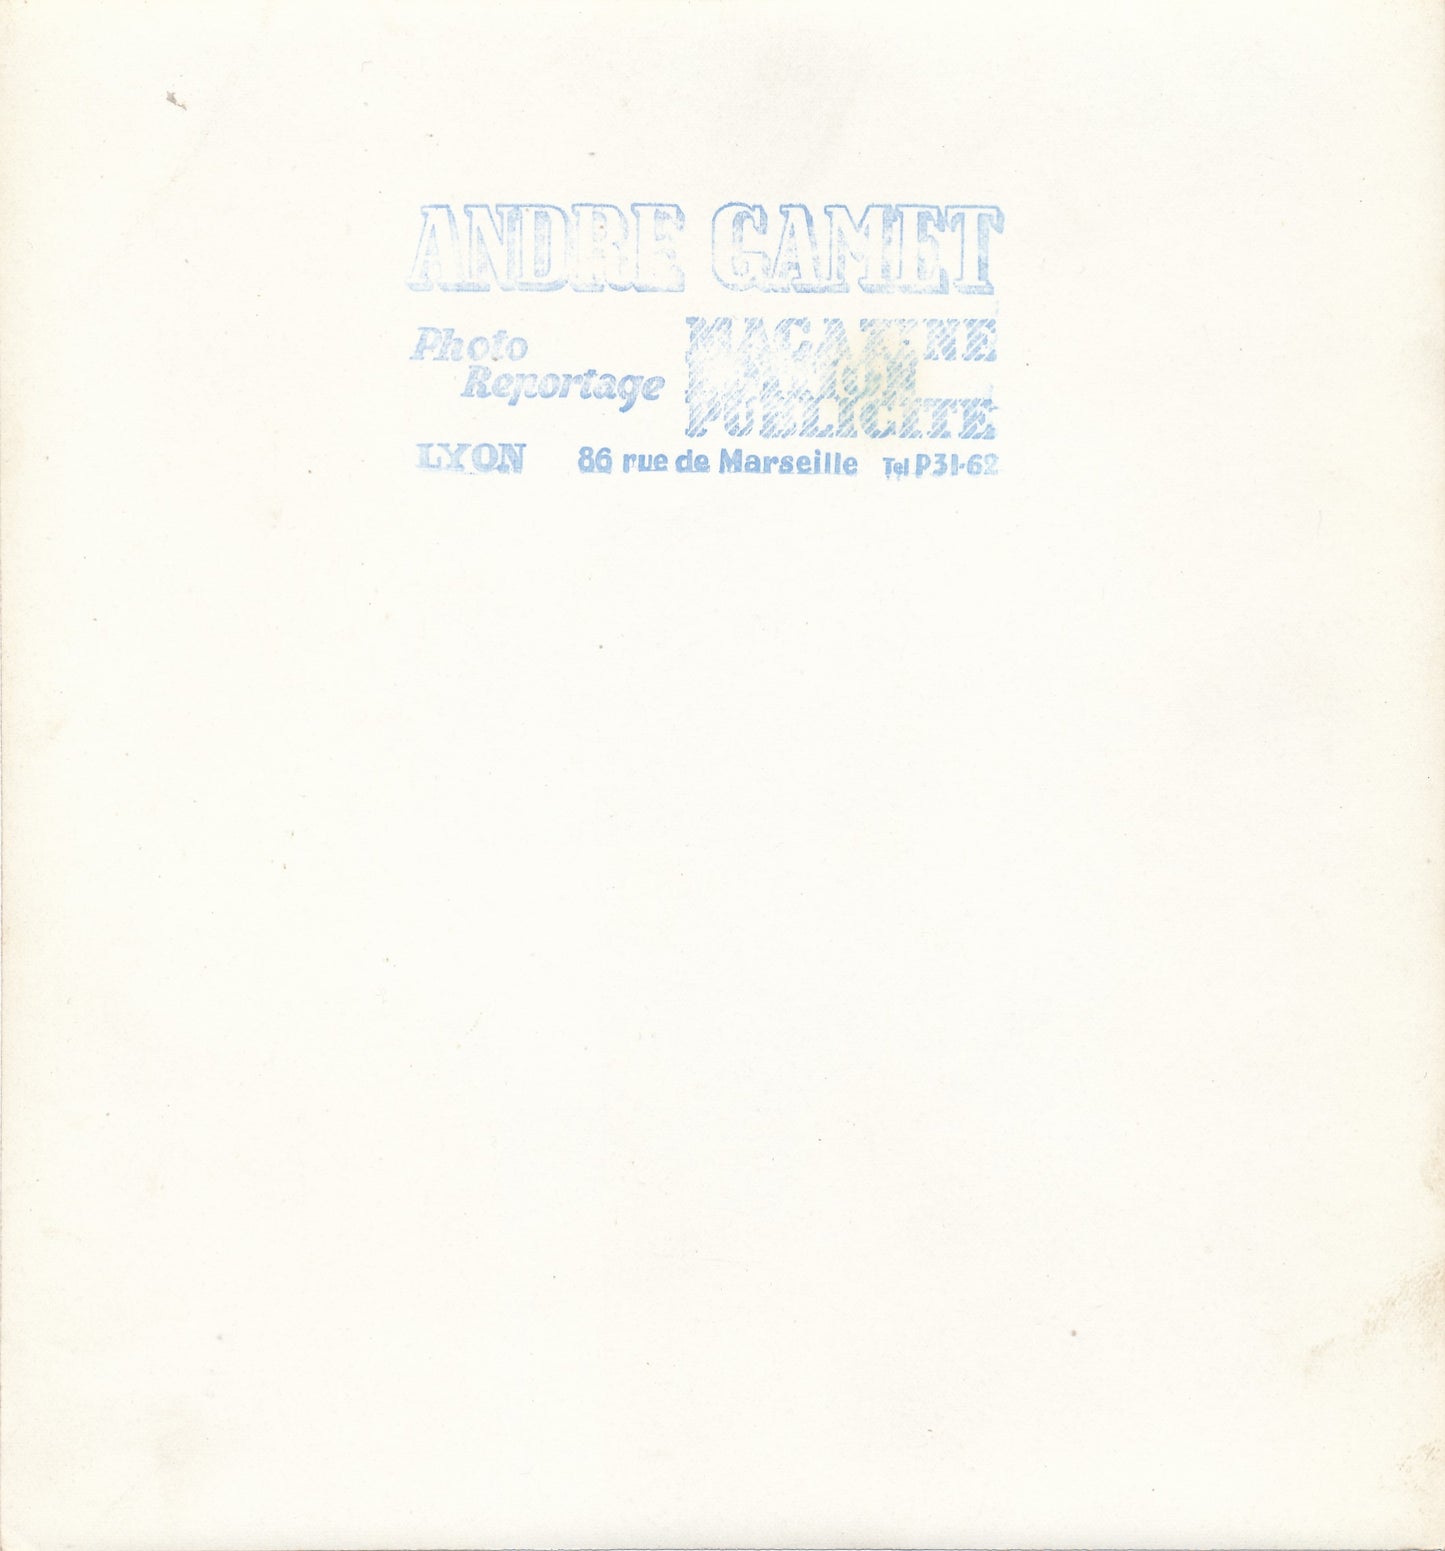 ANDRE GAMET
Photo
Reportage
MAGAZINE
PUBLICITE
LYON 86 rue de Marseille Tel P31-62